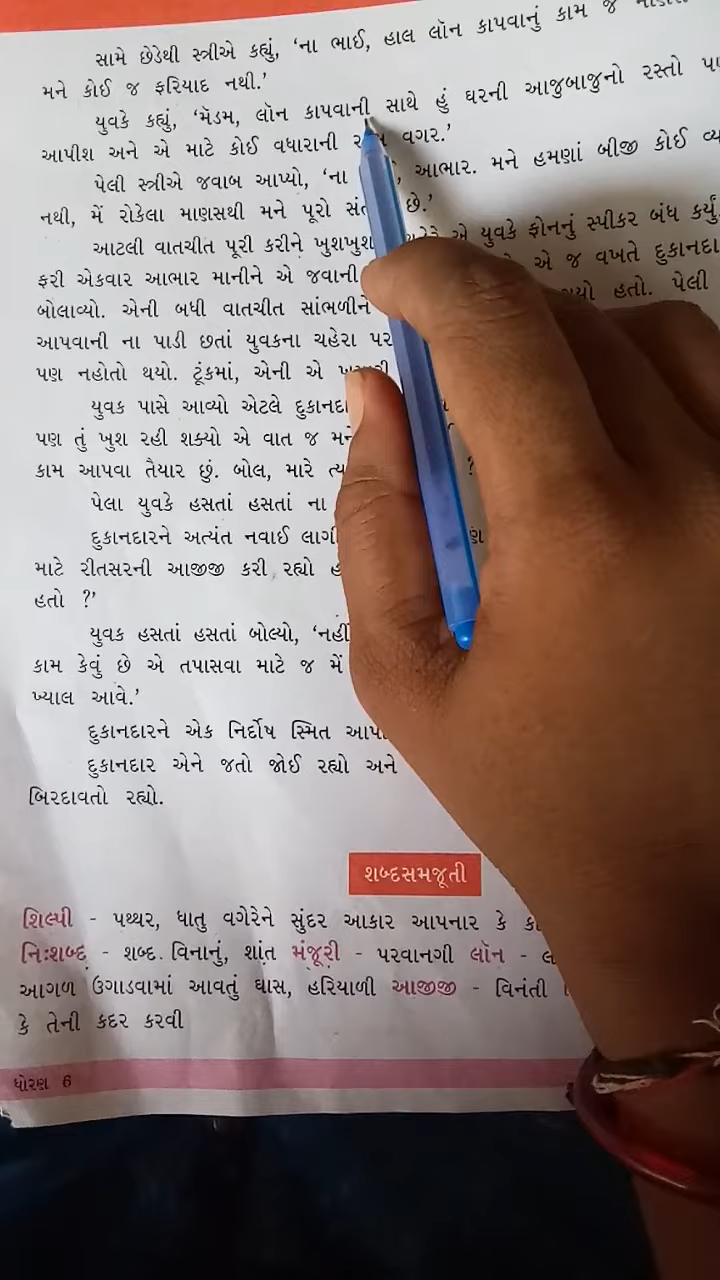 સામે છેડેથી સ્ત્રીએ કહ્યું, ‘ના ભાઈ, હાલ લૉન કાપવાનું કામ જ
મને કોઈ જ ફરિયાદ નથી.’
યુવકે કહ્યું, ‘મૅડમ, લૉન કાપવાની સાથે હું ઘરની આજુબાજુનો રસ્તો
આપીશ અને એ માટે કોઈ વધારાની વગર.’
પેલી સ્ત્રીએ જવાબ આપ્યો, ‘ના આભાર. મને હમણાં બીજી કોઈ
નથી, મેં રોકેલા માણસથી મને પૂરો છે.’
આટલી વાતચીત પૂરી કરીને ખુશખુશ એ યુવકે ફોનનું સ્પીકર બંધ કર્યું.
ફરી એકવાર આભાર માનીને એ જવાની એ જ વખતે
બોલાવ્યો. એની બધી વાતચીત સાંભળીને હતો. પેલી
આપવાની ના પાડી છતાં યુવકના ચહેરા પર
પણ નહોતો થયો. ટૂંકમાં, એની એ
યુવક પાસે આવ્યો એટલે
પણ તું ખુશ રહી શક્યો એ વાત જ
કામ આપવા તૈયાર છું. બોલ, મારે
પેલા યુવકે હસતાં હસતાં ના
દુકાનદારને અત્યંત નવાઈ
માટે રીતસરની આજીજી કરી રહ્યો
હતો ?’
યુવક હસતાં હસતાં બોલ્યો, ‘નહીં
કામ કેવું છે એ તપાસવા માટે જ મેં
ખ્યાલ આવે.’
દુકાનદારને એક નિર્દોષ સ્મિત
દુકાનદાર એને જતો જોઈ રહ્યો અને
બિરદાવતો રહ્યો.
શબ્દસમજૂતી
શિલ્પી - પથ્થર, ધાતુ વગેરેને સુંદર આકાર આપનાર કે
નિઃશબ્દ - શબ્દ વિનાનું, શાંત મંજૂરી - પરવાનગી લૉન -
આગળ ઉગાડવામાં આવતું ઘાસ, હરિયાળી આજીજી - વિનંતી
કે તેની કદર કરવી
ધોરણ 6